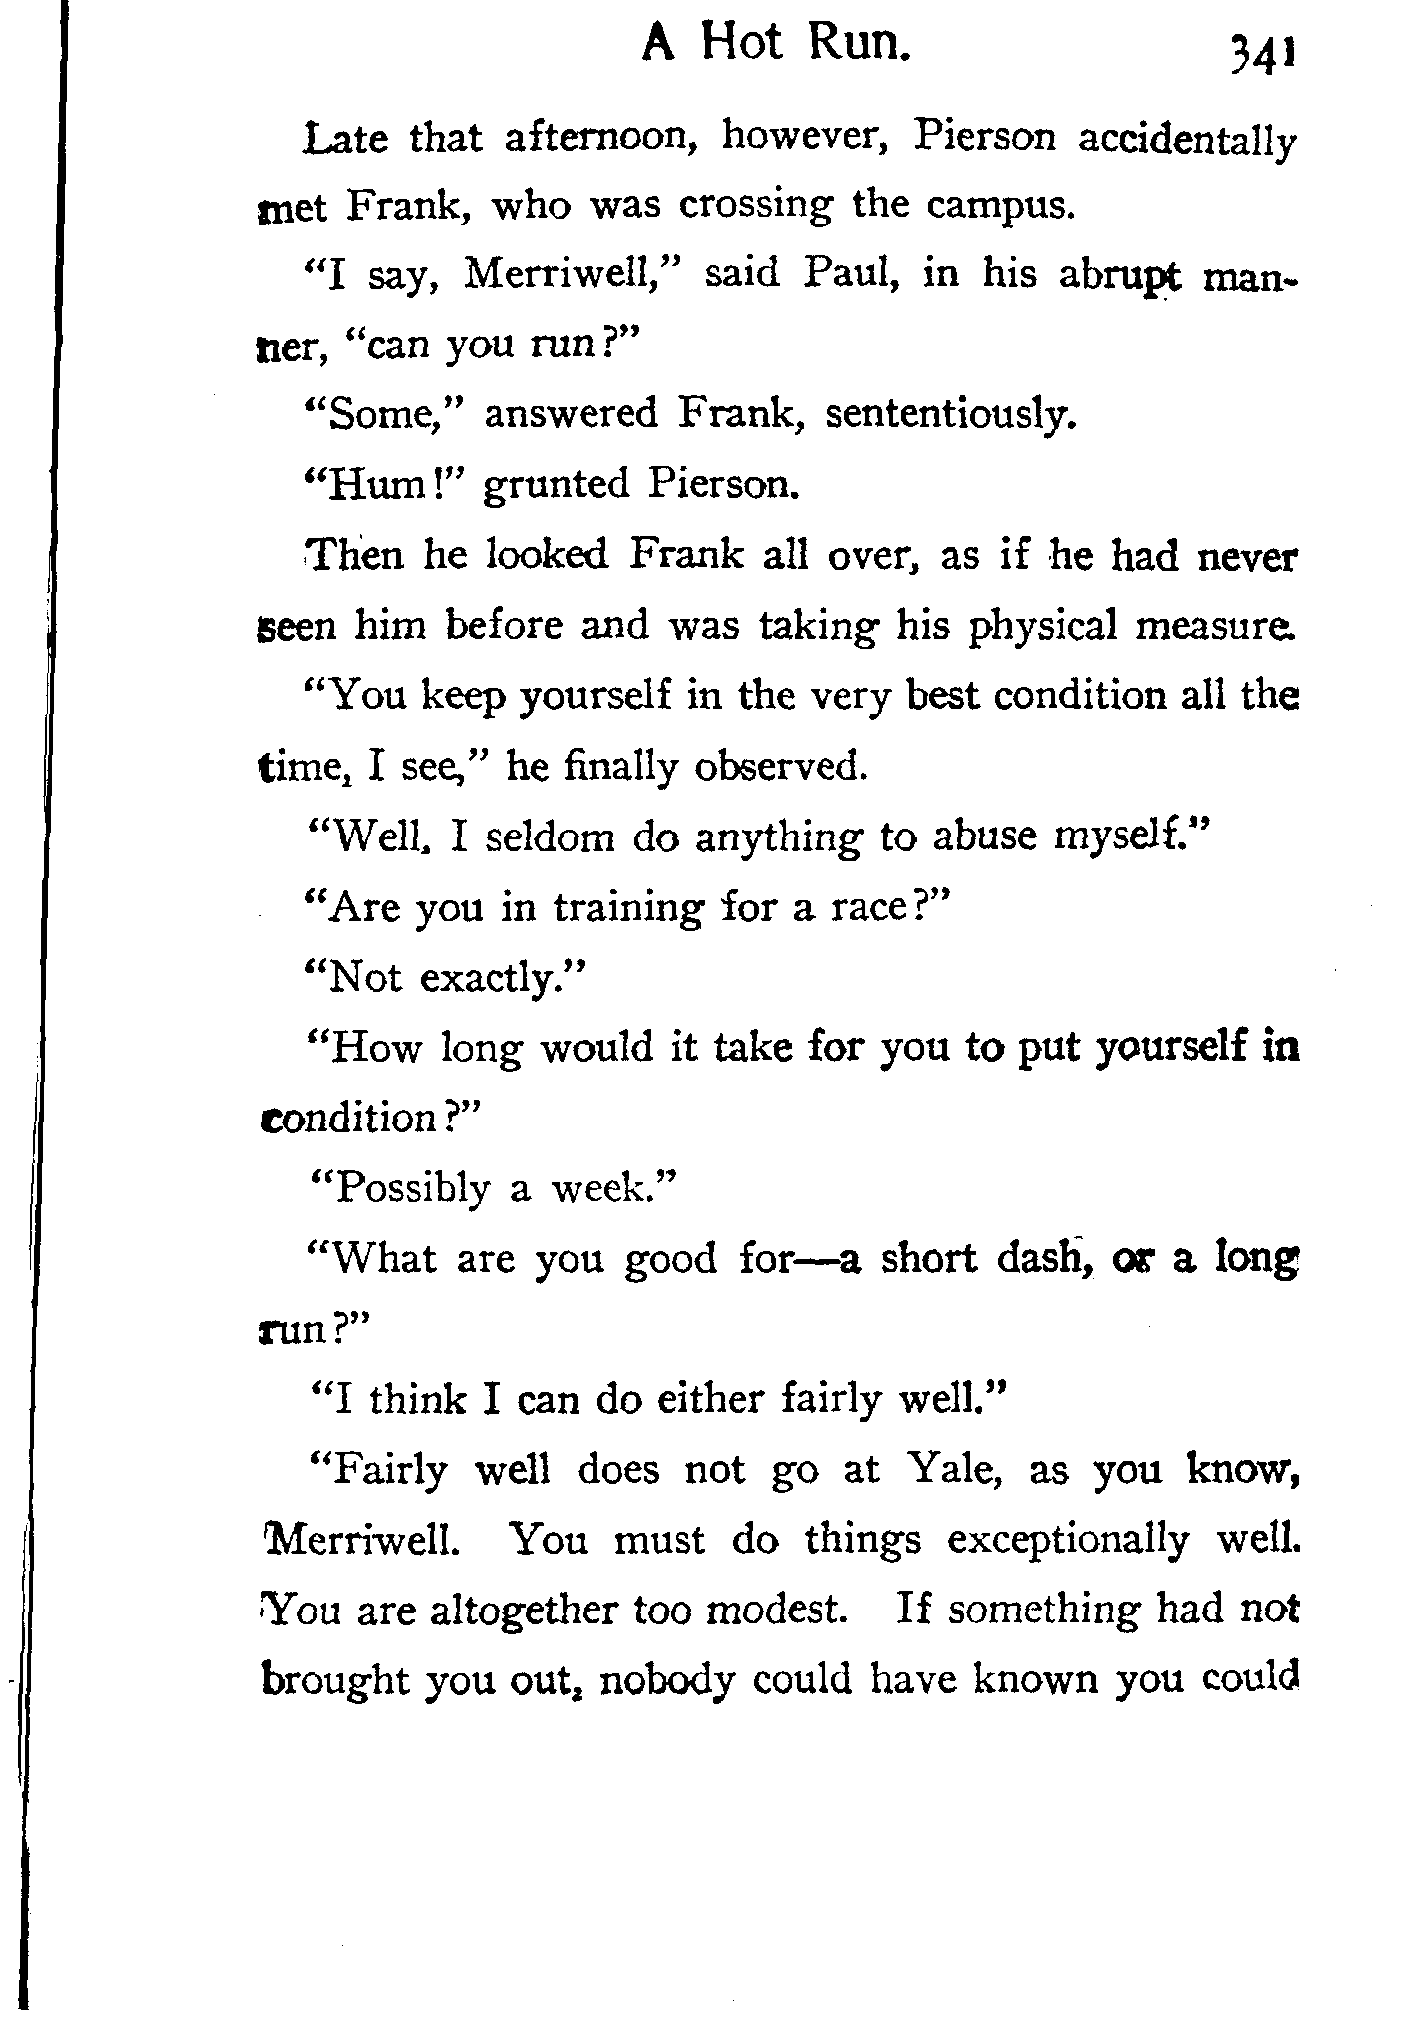 A Hot Run. 341
Late that afternoon, however, Pierson accidentally
met Frank, who was crossing the campus.
"I say, Merriwell," said Paul, in his abrupt man-
ner, "can you run?"
"Some," answered Frank, sententiously.
"Hum!" grunted Pierson.
Then he looked Frank all over, as if he had never
seen him before and was taking his physical measure.
"You keep yourself in the very best condition all the
time, I see," he finally observed.
"Well, I seldom do anything to abuse myself."
"Are you in training for a race?"
"Not exactly."
"How long would it take for you to put yourself in
condition?"
"Possibly a week."
"What are you good for—a short dash, or a long
run?"
"I think I can do either fairly well."
"Fairly well does not go at Yale, as you know,
Merriwell. You must do things exceptionally well.
You are altogether too modest. If something had not
brought you out, nobody could have known you could